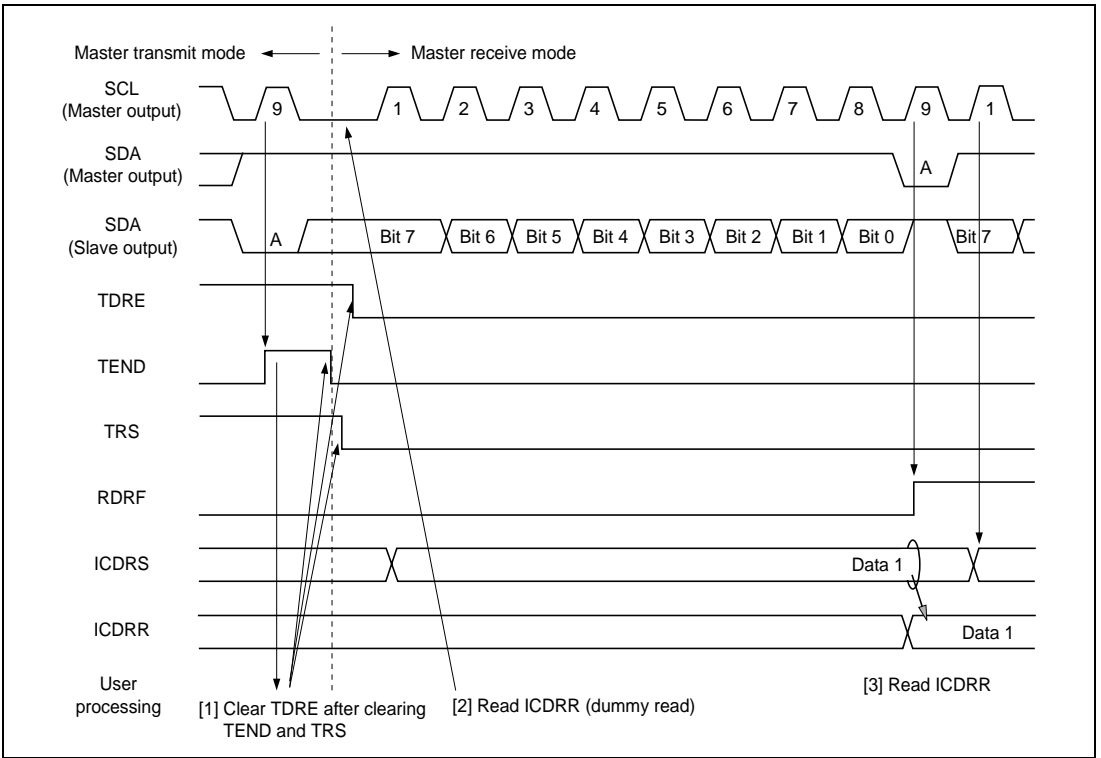 Master transmit mode Master receive mode
SCL
(Master output)
9 1 2 3 4 5 6 7 8 9 1
SDA
(Master output)
A
SDA
(Slave output)
A Bit 7 Bit 6 Bit 5 Bit 4 Bit 3 Bit 2 Bit 1 Bit 0 Bit 7
TDRE
TEND
TRS
RDRF
ICDRS
Data 1
ICDRR
Data 1
User
processing
[1] Clear TDRE after clearing
TEND and TRS
[2] Read ICDRR (dummy read)
[3] Read ICDRR